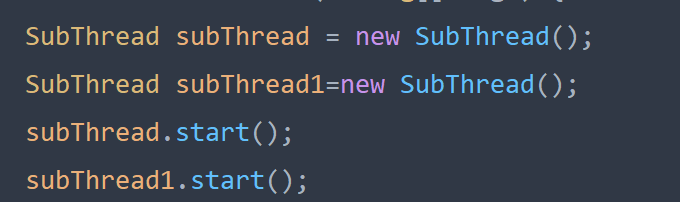 SubThread subThread = new SubThread();
SubThread subThread1=new SubThread();
subThread.start();
subThread1.start();